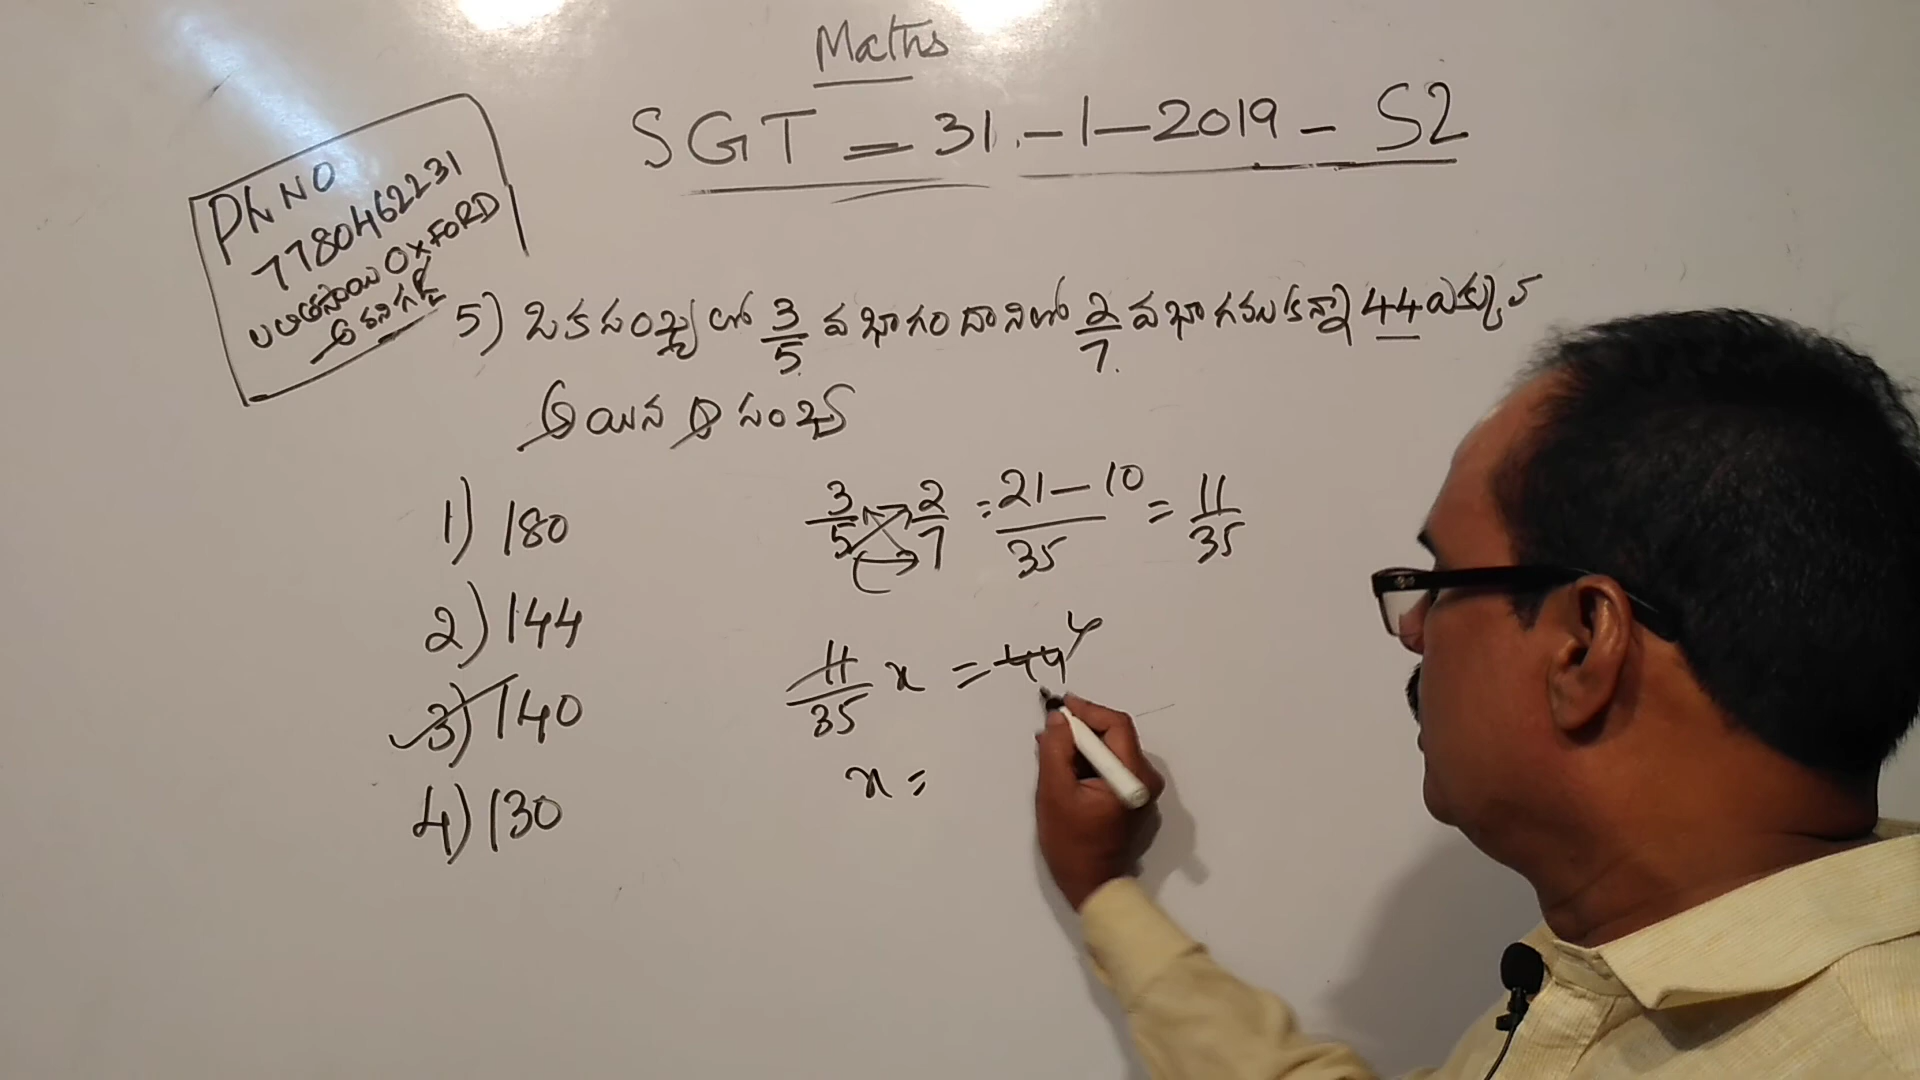 Maths
SGT = 31-1-2019 - S2
Ph NO
7780462231
OXFORD
5) ఒక సంఖ్యలో 3/5 వ భాగం దానిలో 2/7 వ భాగముకన్నా 44 ఎక్కువ
అయిన ఆ సంఖ్య
1) 180
2) 144
3) 140
4) 130
3/5 2/7 = 21-10/35 = 11/35
11/35 x = 44 4
x =